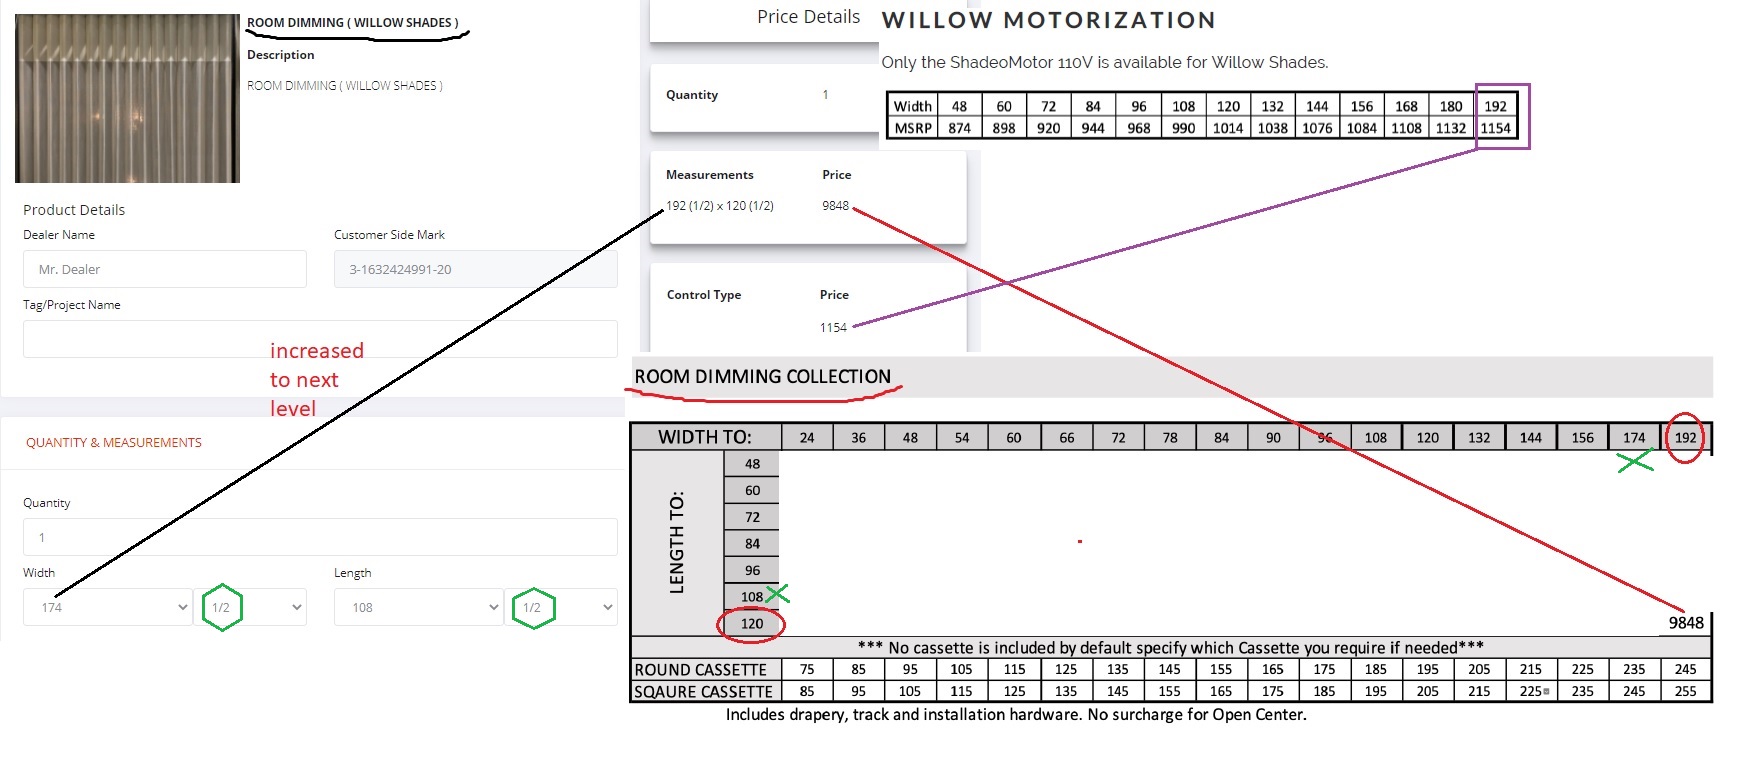 ROOM DIMMING ( WILLOW SHADES )
Description
ROOM DIMMING ( WILLOW SHADES )
Product Details
Dealer Name
Customer Side Mark
Mr. Dealer
3-1632424991-20
Tag/Project Name
increased
to next
level
QUANTITY & MEASUREMENTS
Quantity
1
Width
Length
174
1/2
108
1/2
Price Details
Quantity 1
Measurements Price
192 (1/2) x 120 (1/2) 9848
Control Type Price
1154
WILLOW MOTORIZATION
Only the ShadeoMotor 110V is available for Willow Shades.
Width 48 60 72 84 96 108 120 132 144 156 168 180 192
MSRP 874 898 920 944 968 990 1014 1038 1076 1084 1108 1132 1154
ROOM DIMMING COLLECTION
WIDTH TO: 24 36 48 54 60 66 72 78 84 90 96 108 120 132 144 156 174 192
LENGTH TO:
48
60
72
84
96
108
120
9848
*** No cassette is included by default specify which Cassette you require if needed***
ROUND CASSETTE 75 85 95 105 115 125 135 145 155 165 175 185 195 205 215 225 235 245
SQAURE CASSETTE 85 95 105 115 125 135 145 155 165 175 185 195 205 215 225 235 245 255
Includes drapery, track and installation hardware. No surcharge for Open Center.